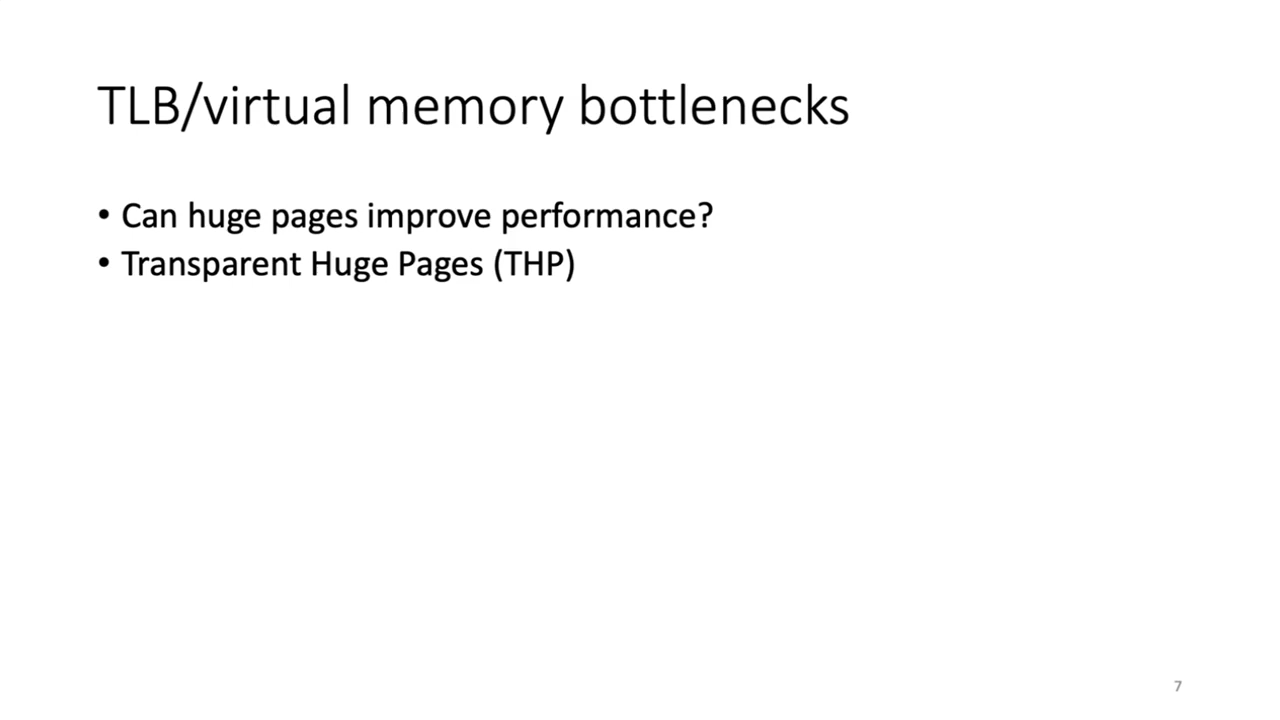 TLB/virtual memory bottlenecks
• Can huge pages improve performance?
• Transparent Huge Pages (THP)
7